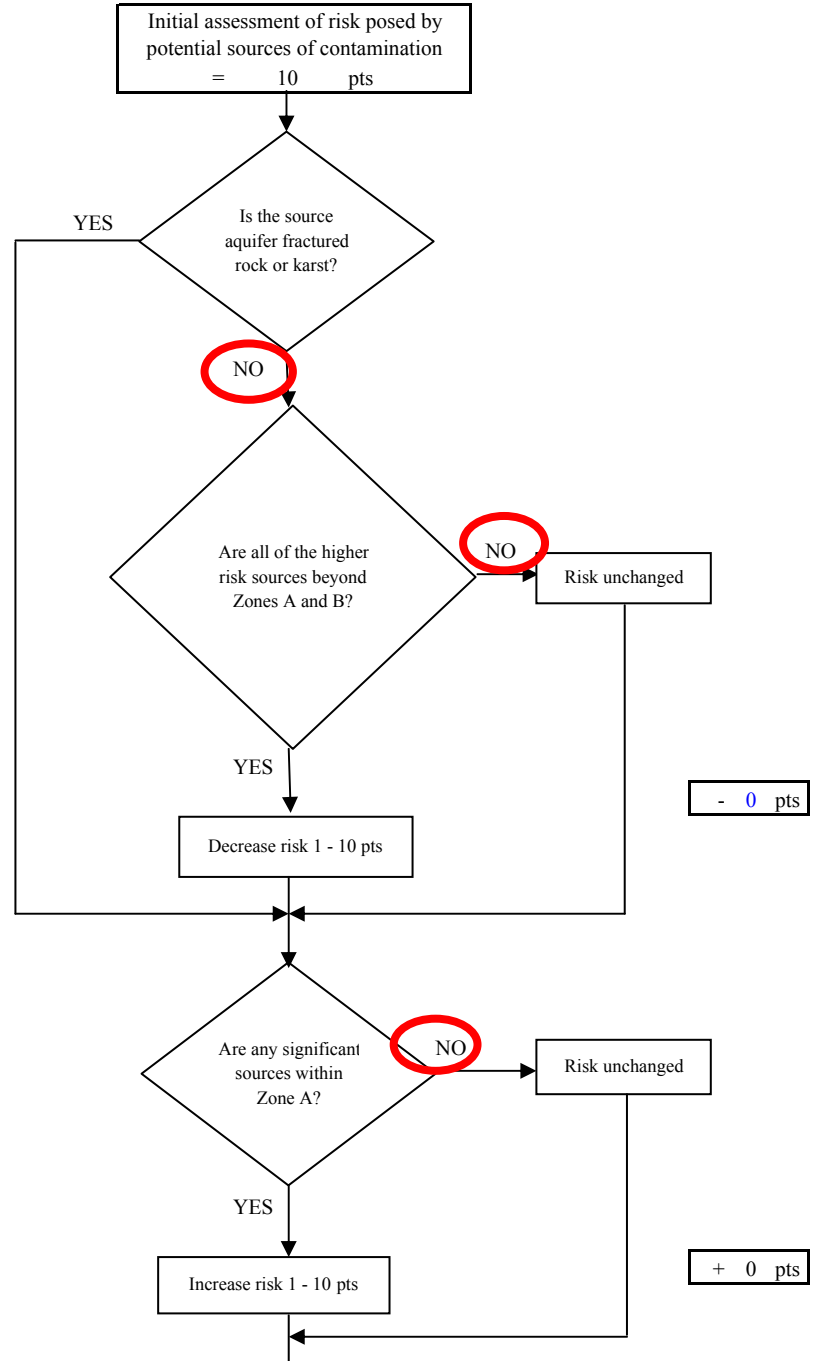 Initial assessment of risk posed by
potential sources of contamination
= 10 pts
YES
Is the source
aquifer fractured
rock or karst?
NO
Are all of the higher
risk sources beyond
Zones A and B?
NO
Risk unchanged
YES
- 0 pts
Decrease risk 1 - 10 pts
Are any significant
sources within
Zone A?
NO
Risk unchanged
YES
+ 0 pts
Increase risk 1 - 10 pts